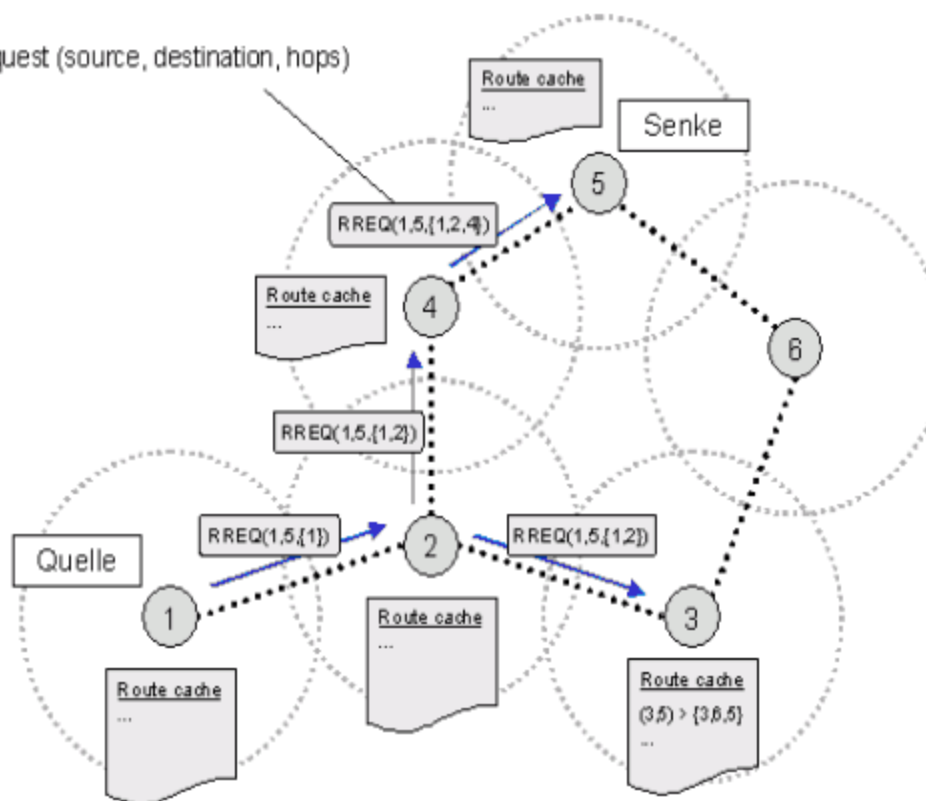 (source, destination, hops)
Route cache
...
Senke
5
RREQ(1,5,{1,2,4})
Route cache
...
4
6
RREQ(1,5,{1,2})
RREQ(1,5,{1})
RREQ(1,5,{1,2})
Quelle
2
1
3
Route cache
...
Route cache
...
Route cache
(3,5) > {3,6,5}
...